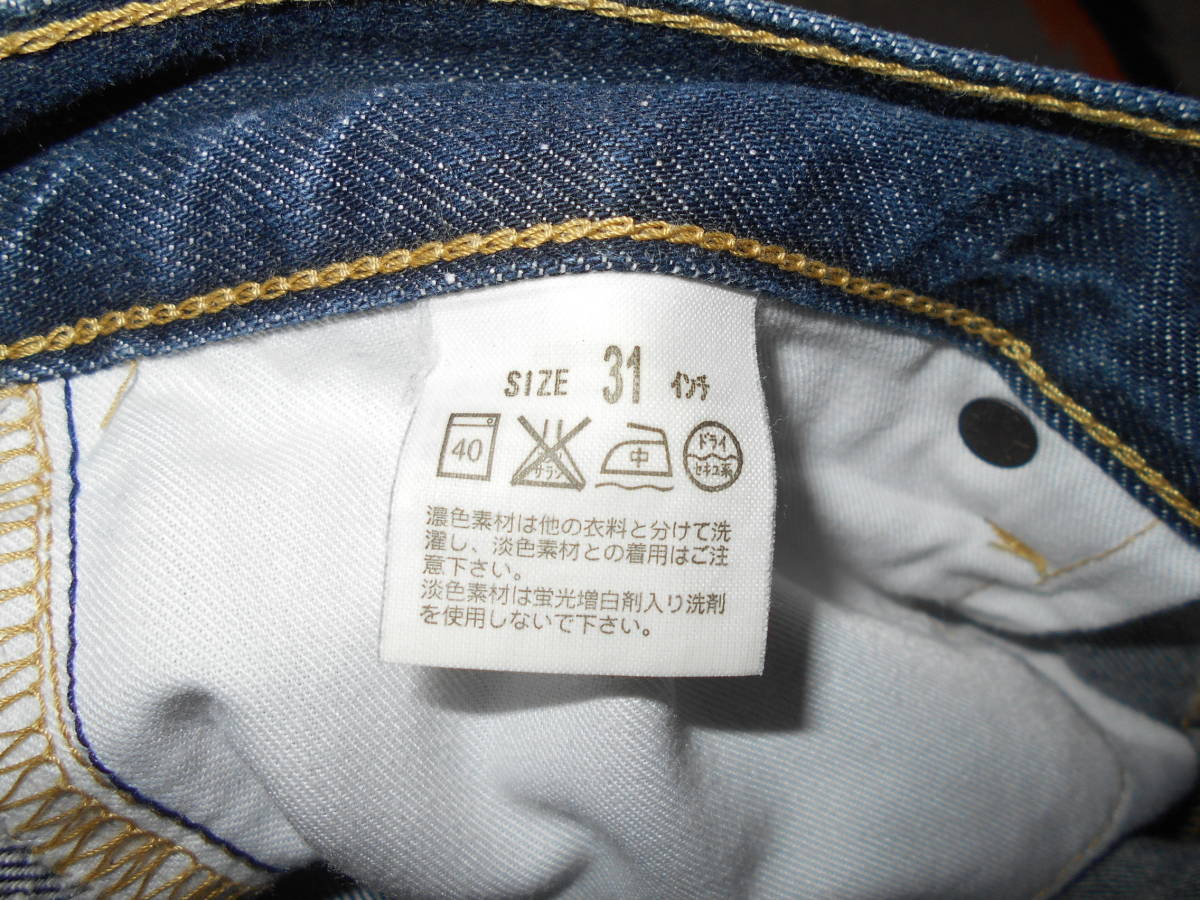 SIZE 31 インチ
40 サラン 中 ドライ
セキユ系
濃色素材は他の衣料と分けて洗
濯し、淡色素材との着用はご注
意下さい。
淡色素材は蛍光増白剤入り洗剤
を使用しないで下さい。